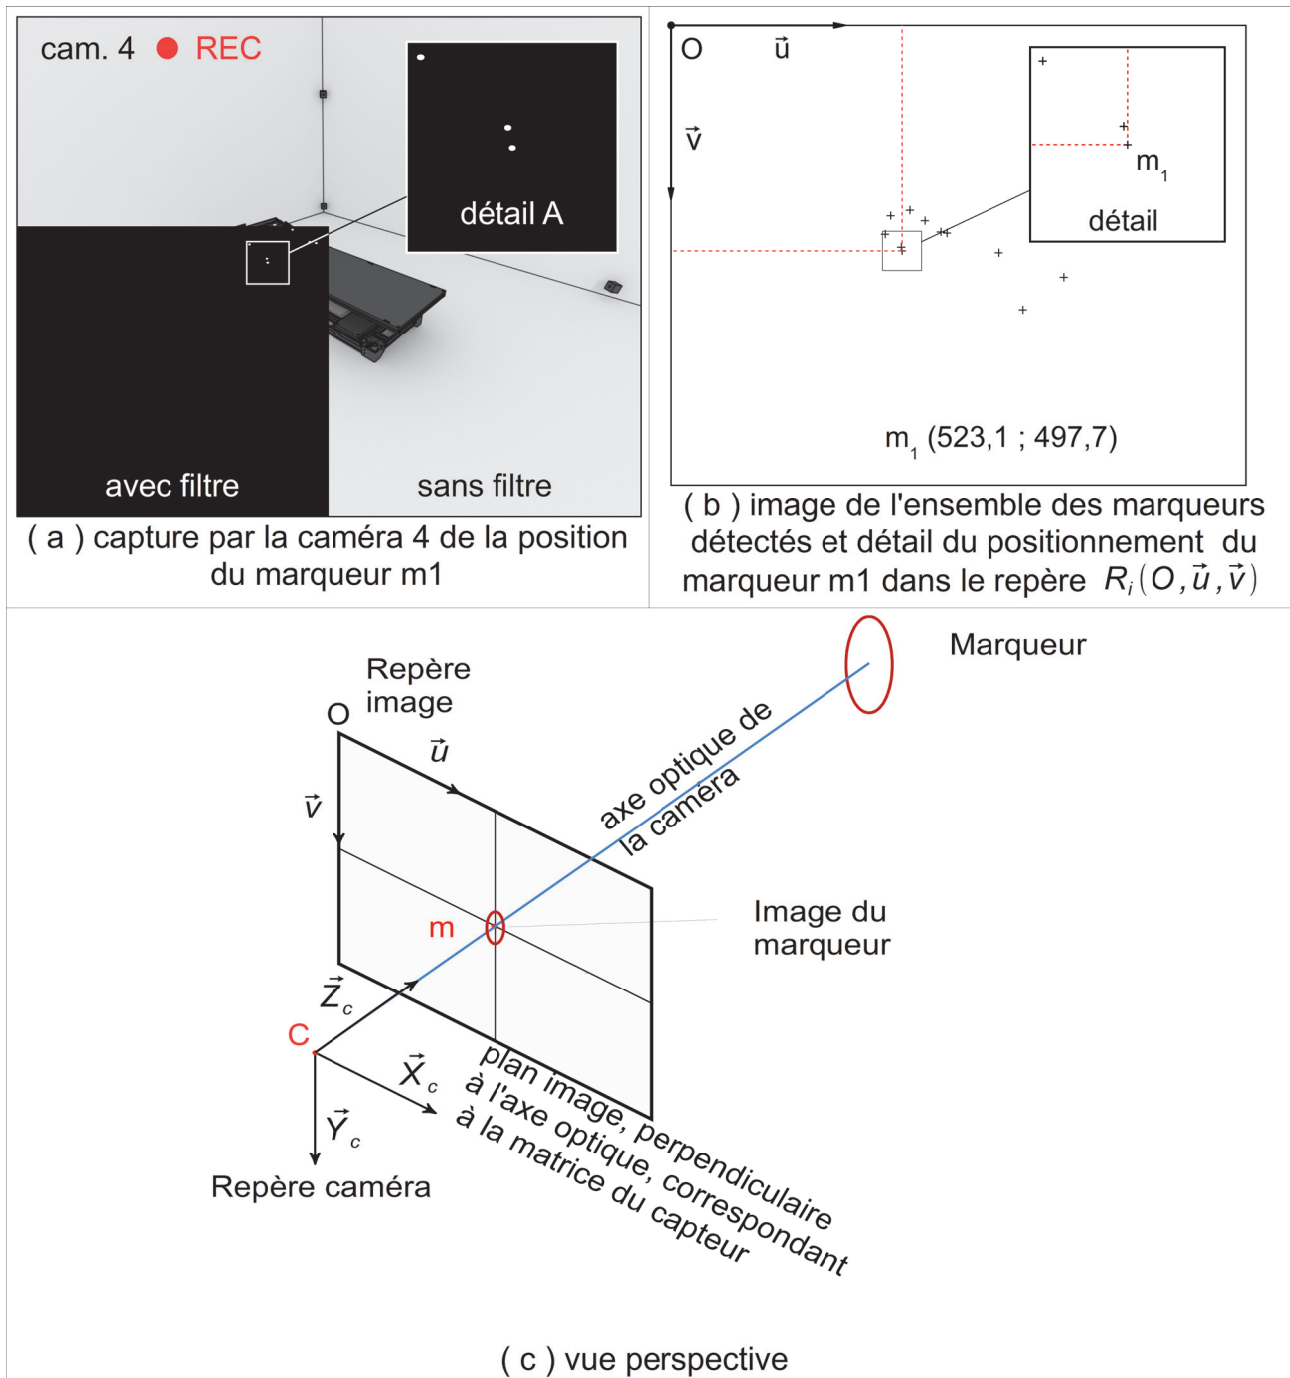 cam. 4 REC
détail A
avec filtre
sans filtre
( a ) capture par la caméra 4 de la position
du marqueur m1
O
u⃗
v⃗
m₁
détail
m₁ (523,1 ; 497,7)
( b ) image de l'ensemble des marqueurs
détectés et détail du positionnement du
marqueur m1 dans le repère Rᵢ(O, u⃗, v⃗)
Marqueur
Repère
image
O
u⃗
v⃗
axe optique de
la caméra
m
Image du
marqueur
Z⃗c
C
X⃗c
Y⃗c
Repère caméra
plan image, perpendiculaire
à l'axe optique, correspondant
à la matrice du capteur
( c ) vue perspective